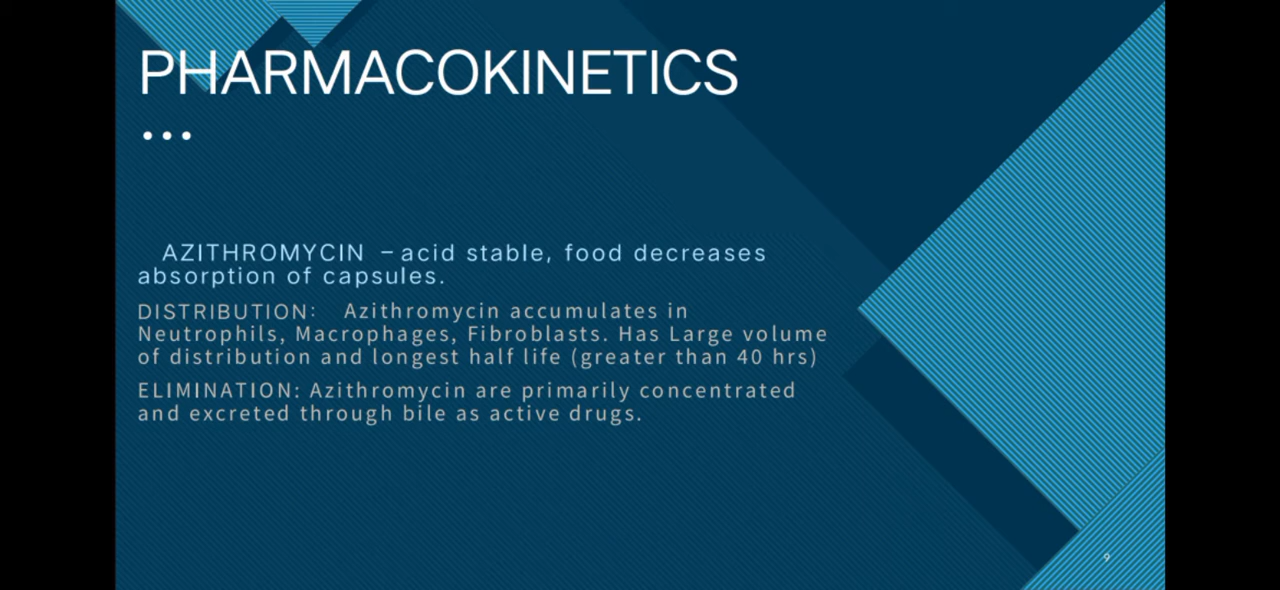 PHARMACOKINETICS
...
AZITHROMYCIN – acid stable, food decreases
absorption of capsules.
DISTRIBUTION: Azithromycin accumulates in
Neutrophils, Macrophages, Fibroblasts. Has Large volume
of distribution and longest half life (greater than 40 hrs)
ELIMINATION: Azithromycin are primarily concentrated
and excreted through bile as active drugs.
9